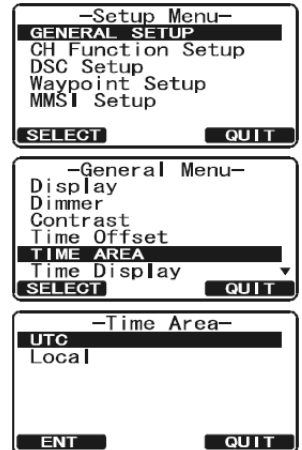 —Setup Menu—
GENERAL SETUP
CH Function Setup
DSC Setup
Waypoint Setup
MMSI Setup
SELECT QUIT
—General Menu—
Display
Dimmer
Contrast
Time Offset
TIME AREA
Time Display ▼
SELECT QUIT
—Time Area—
UTC
Local
ENT QUIT